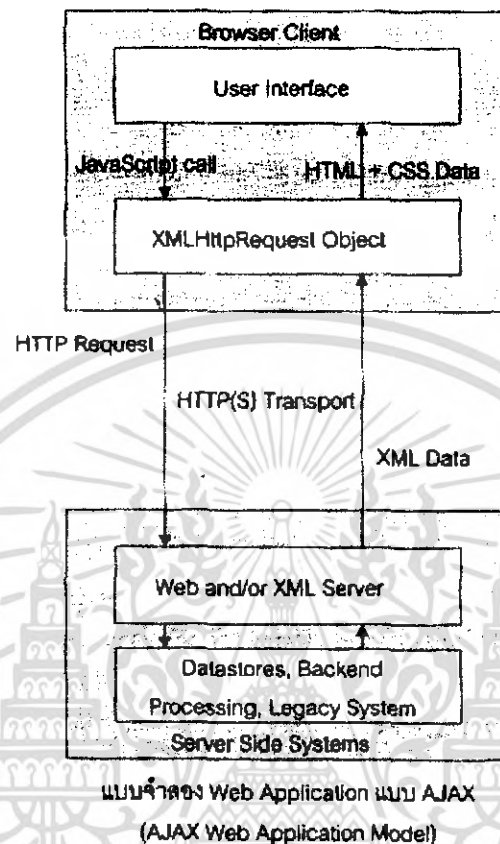 Browser Client
User Interface
JavaScript call
HTML + CSS Data
XMLHttpRequest Object
HTTP Request
HTTP(S) Transport
XML Data
Web and/or XML Server
Datastores, Backend
Processing, Legacy System
Server Side Systems
แบบจำลอง Web Application แบบ AJAX
(AJAX Web Application Model)